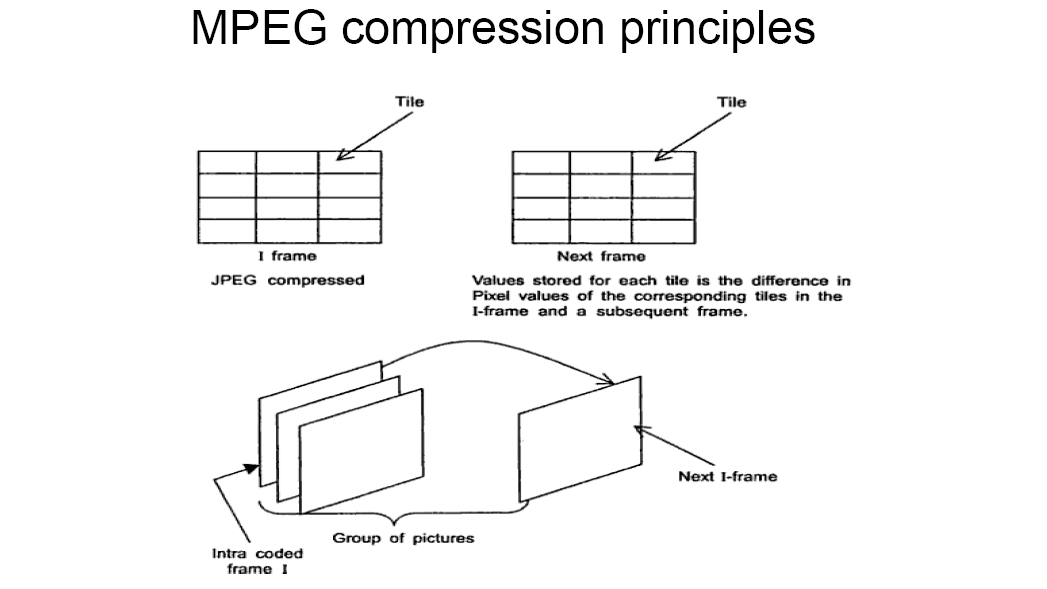 MPEG compression principles
Tile
Tile
I frame
JPEG compressed
Next frame
Values stored for each tile is the difference in
Pixel values of the corresponding tiles in the
I-frame and a subsequent frame.
Next I-frame
Group of pictures
Intra coded
frame I